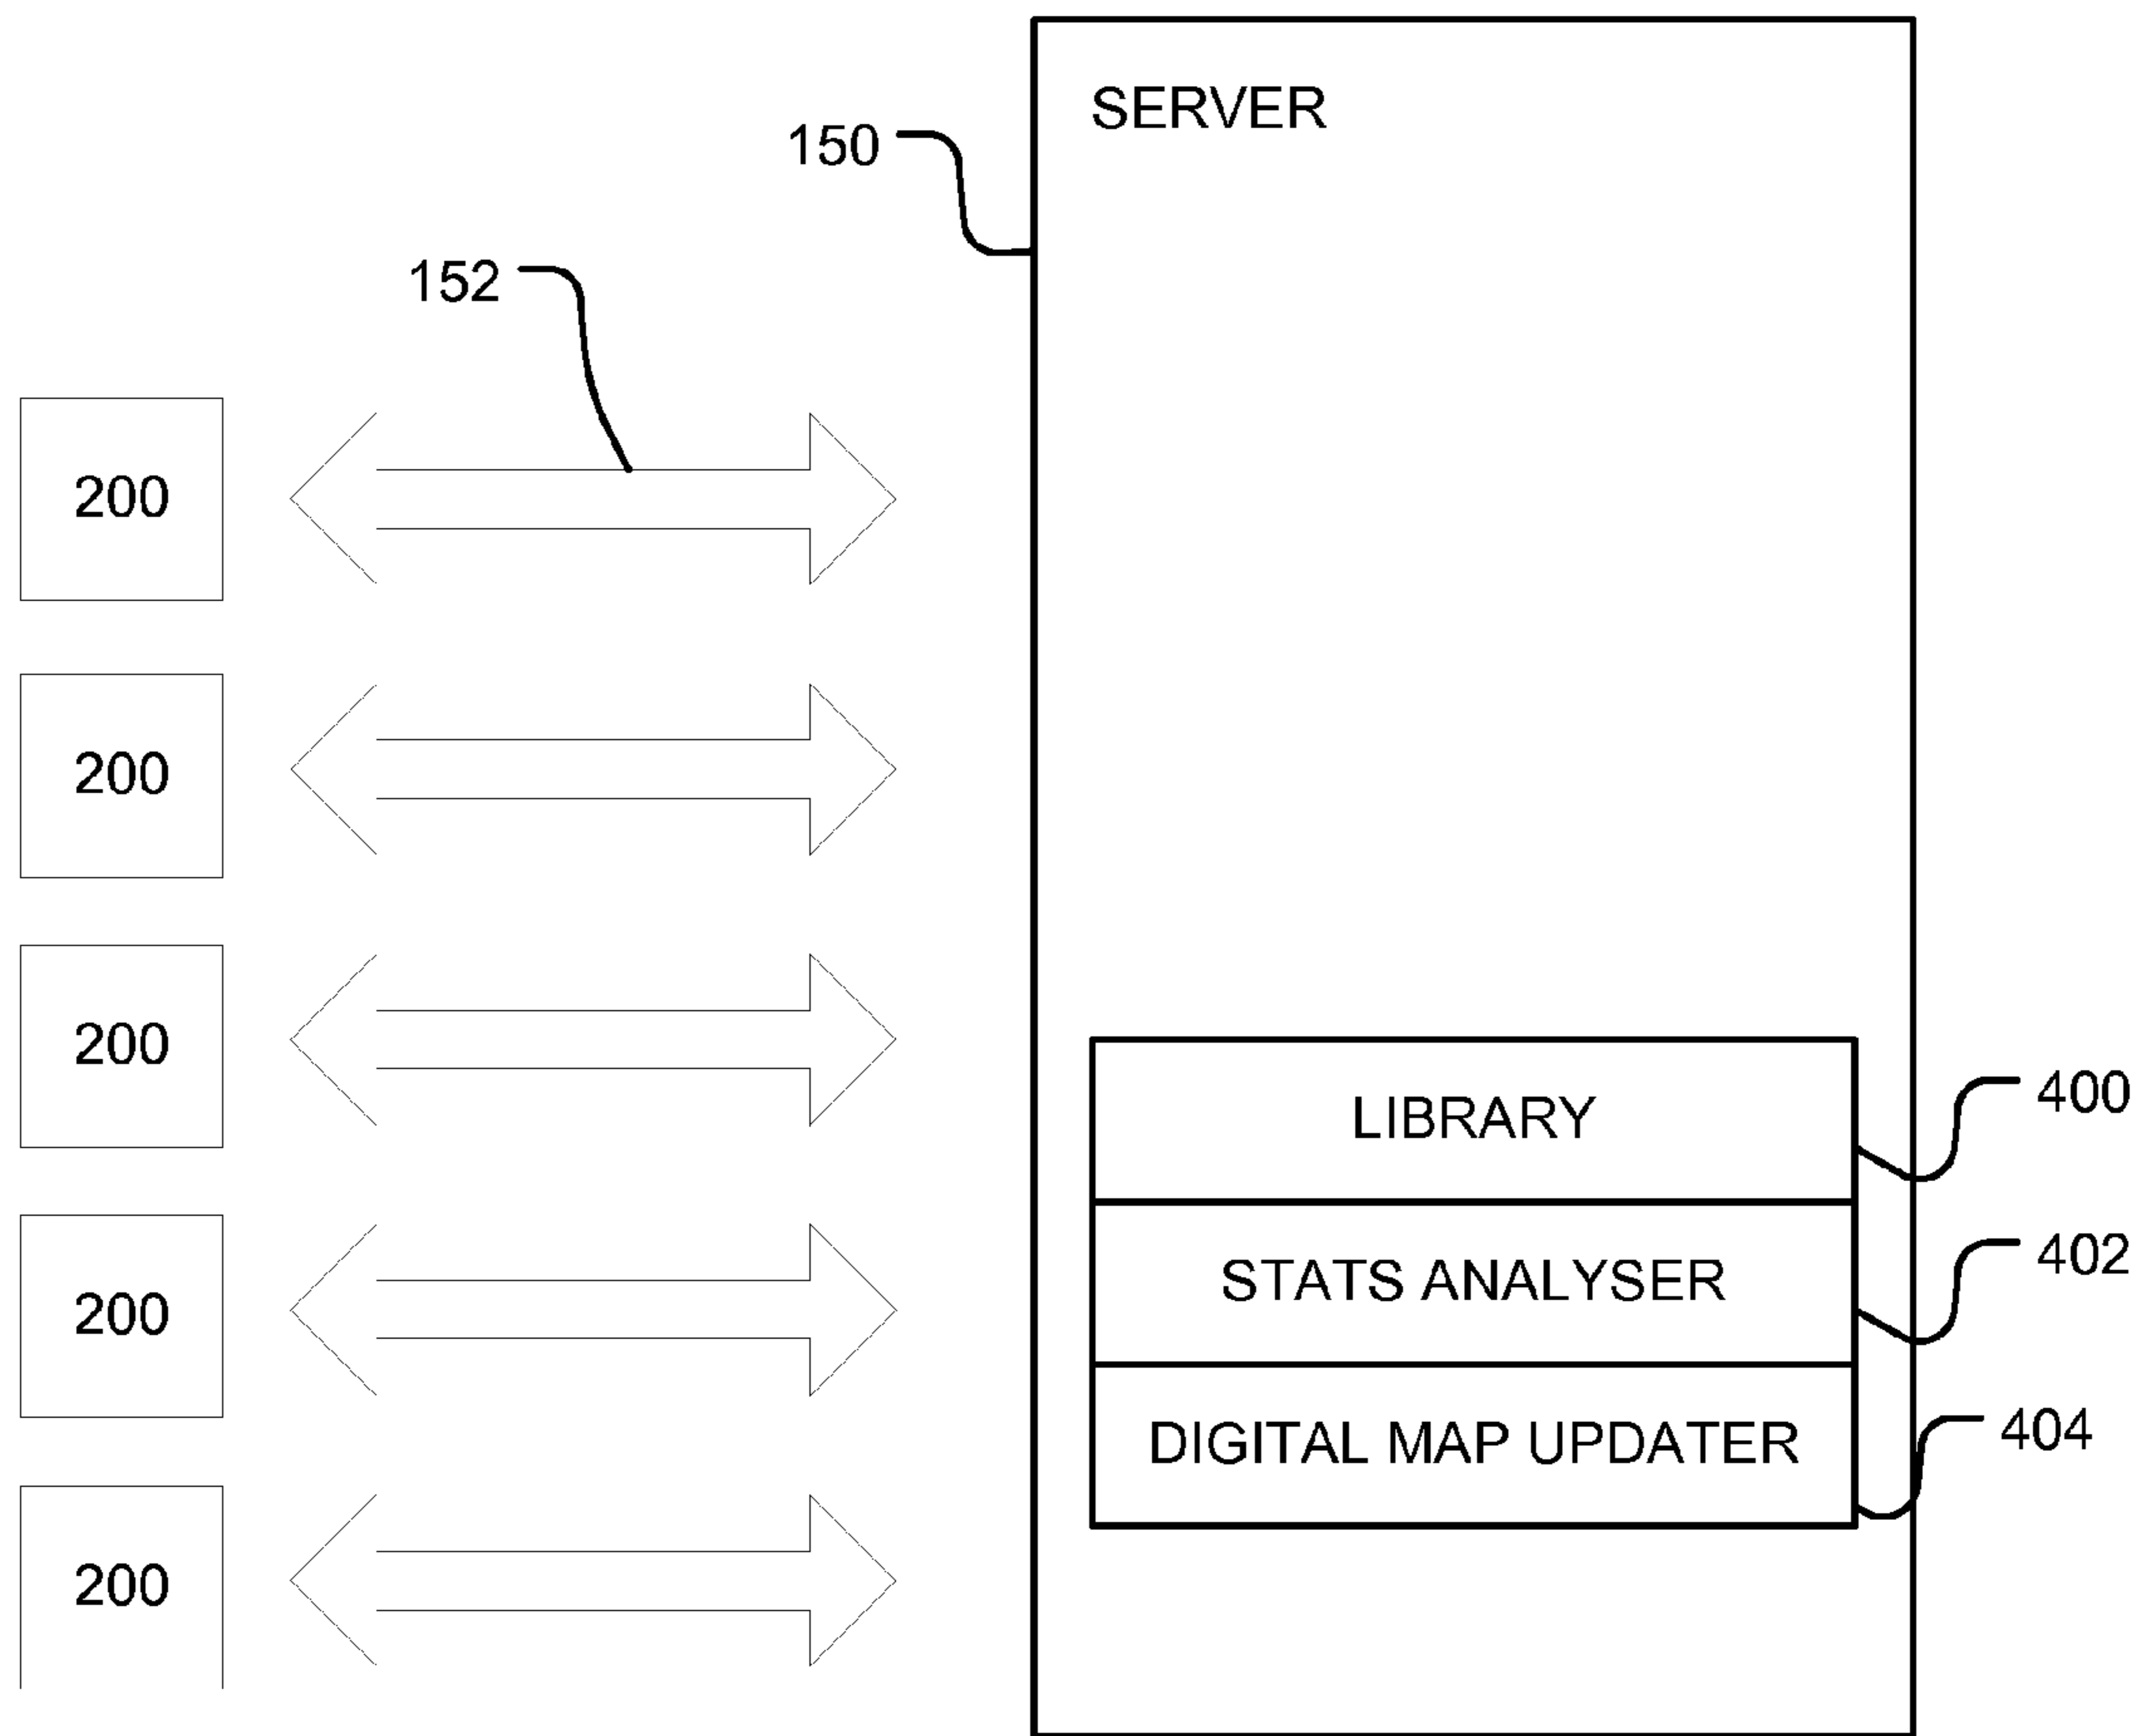 SERVER
150
152
200
200
200
LIBRARY
400
200
STATS ANALYSER
402
DIGITAL MAP UPDATER
404
200